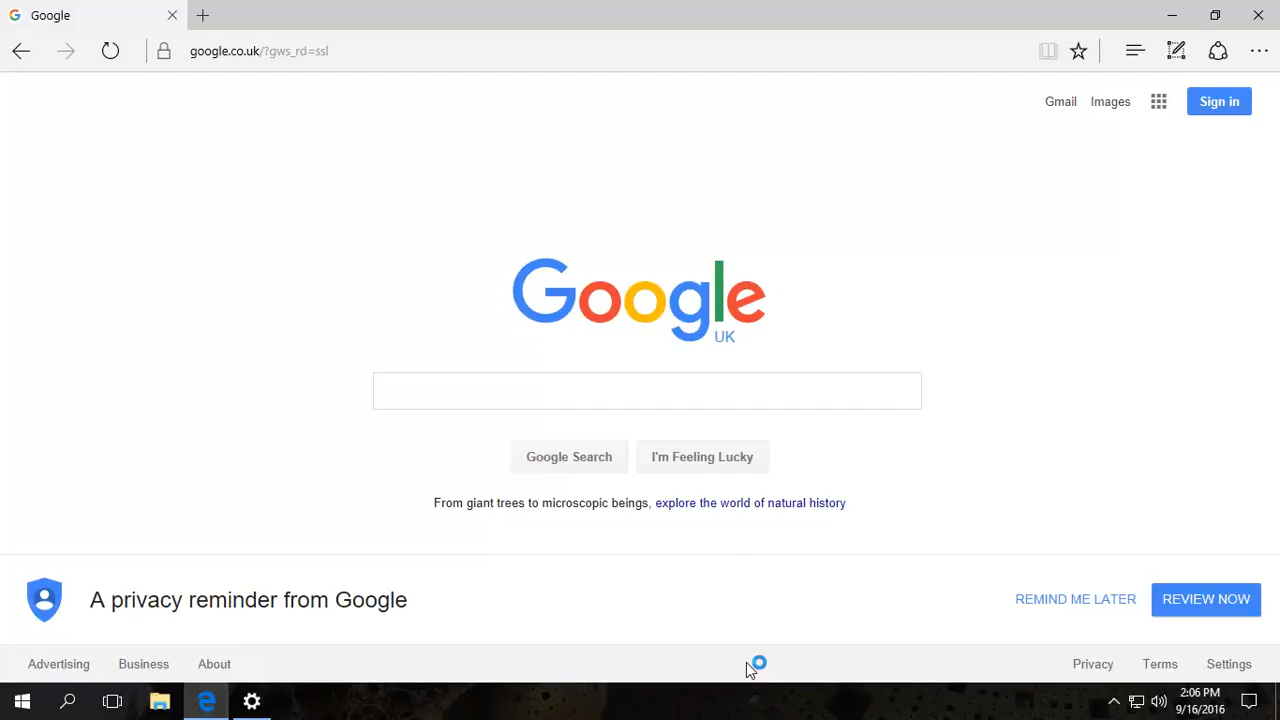 Google
google.co.uk/?gws_rd=ssl
Gmail Images Sign in
Google
UK
Google Search I'm Feeling Lucky
From giant trees to microscopic beings, explore the world of natural history
A privacy reminder from Google REMIND ME LATER REVIEW NOW
Advertising Business About Privacy Terms Settings
2:06 PM
9/16/2016